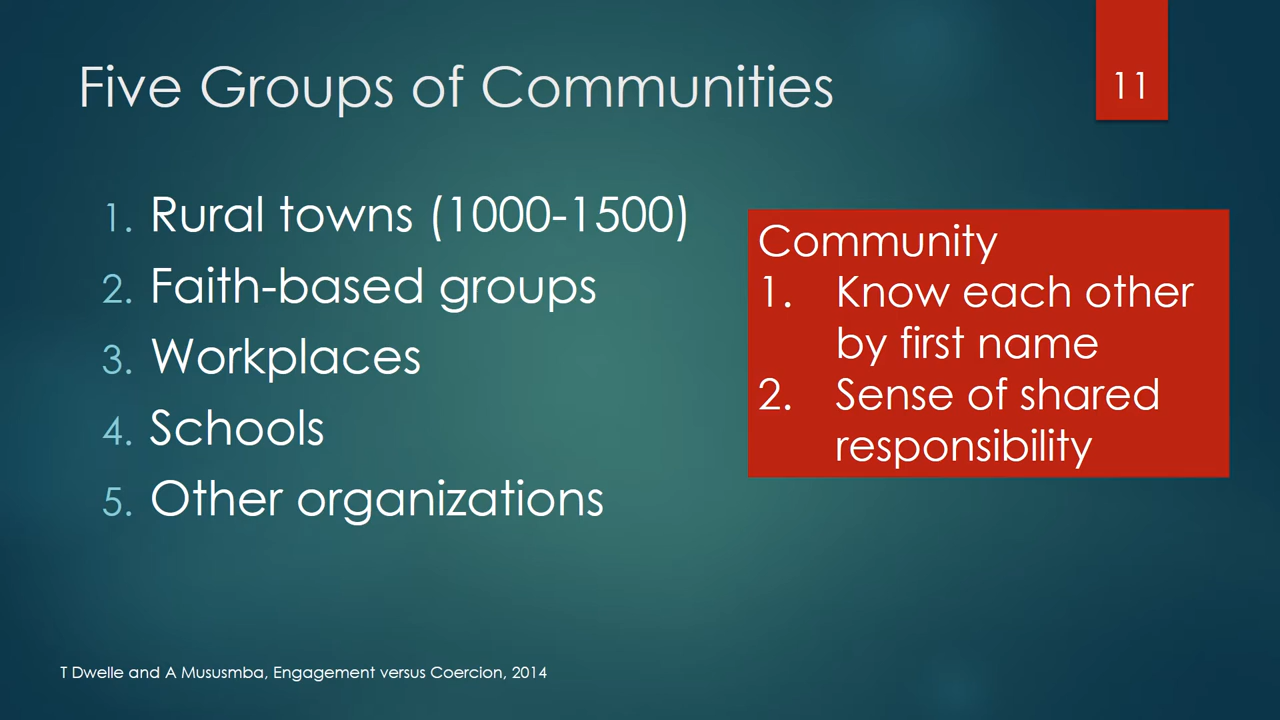 Five Groups of Communities
11
1. Rural towns (1000-1500)
2. Faith-based groups
3. Workplaces
4. Schools
5. Other organizations
Community
1. Know each other
by first name
2. Sense of shared
responsibility
T Dwelle and A Mususmba, Engagement versus Coercion, 2014